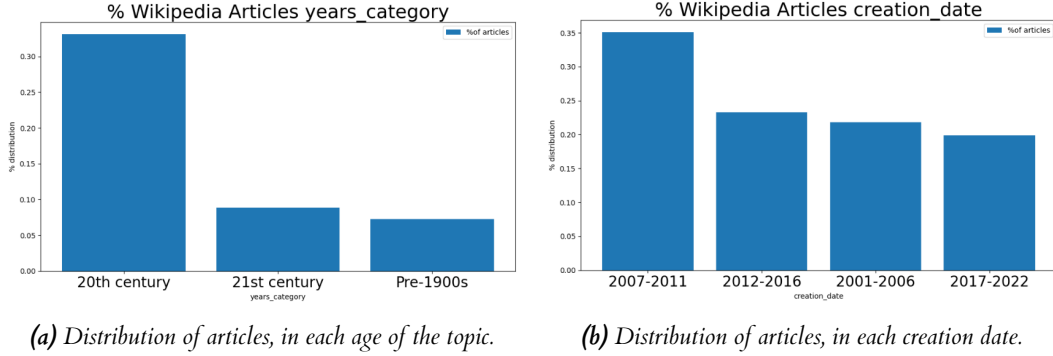 % Wikipedia Articles years_category
%of articles
0.30
0.25
0.20
0.15
0.10
0.05
0.00
% distribution
20th century
21st century
Pre-1900s
years_category
(a) Distribution of articles, in each age of the topic.
% Wikipedia Articles creation_date
%of articles
0.35
0.30
0.25
0.20
0.15
0.10
0.05
0.00
% distribution
2007-2011
2012-2016
2001-2006
2017-2022
creation_date
(b) Distribution of articles, in each creation date.